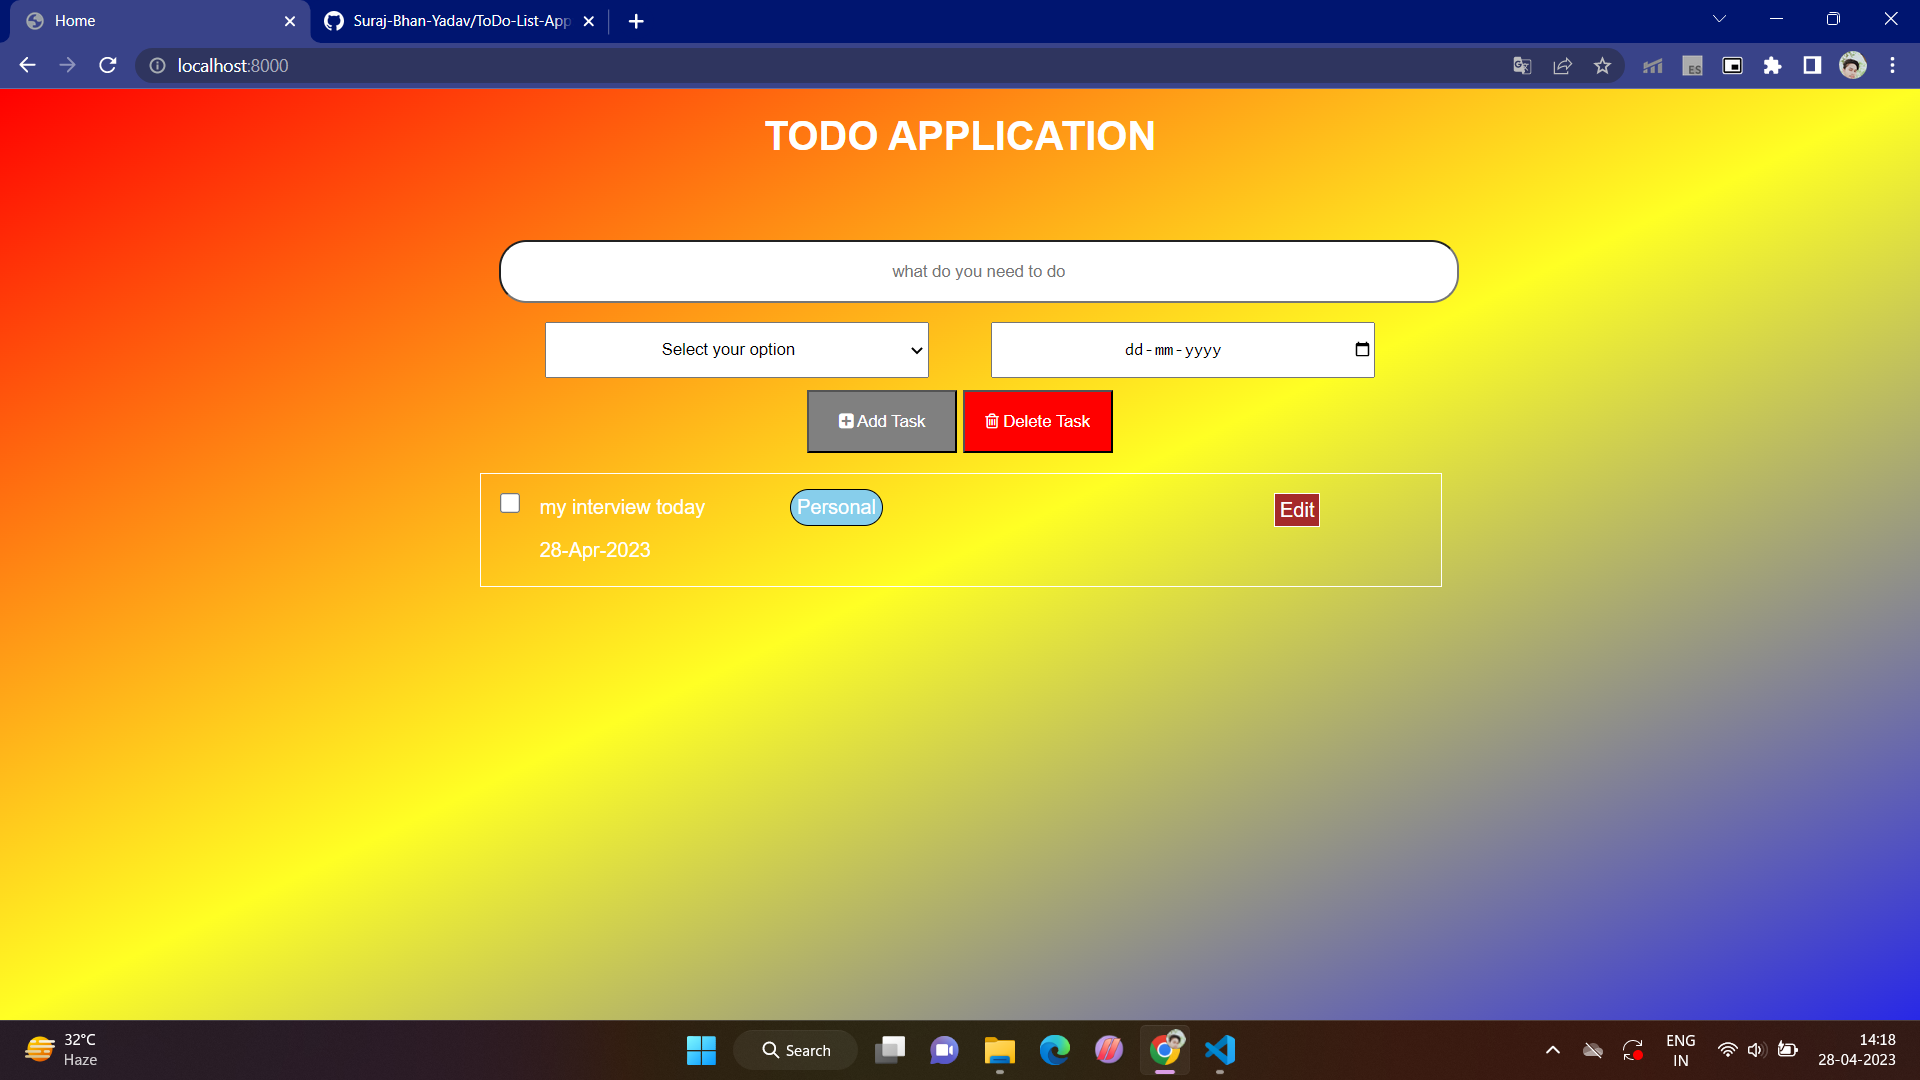 Home
Suraj-Bhan-Yadav/ToDo-List-App
localhost:8000
ES
TODO APPLICATION
what do you need to do
Select your option
dd-mm-yyyy
Add Task
Delete Task
my interview today
Personal
Edit
28-Apr-2023
32°C
Haze
Search
ENG
IN
14:18
28-04-2023